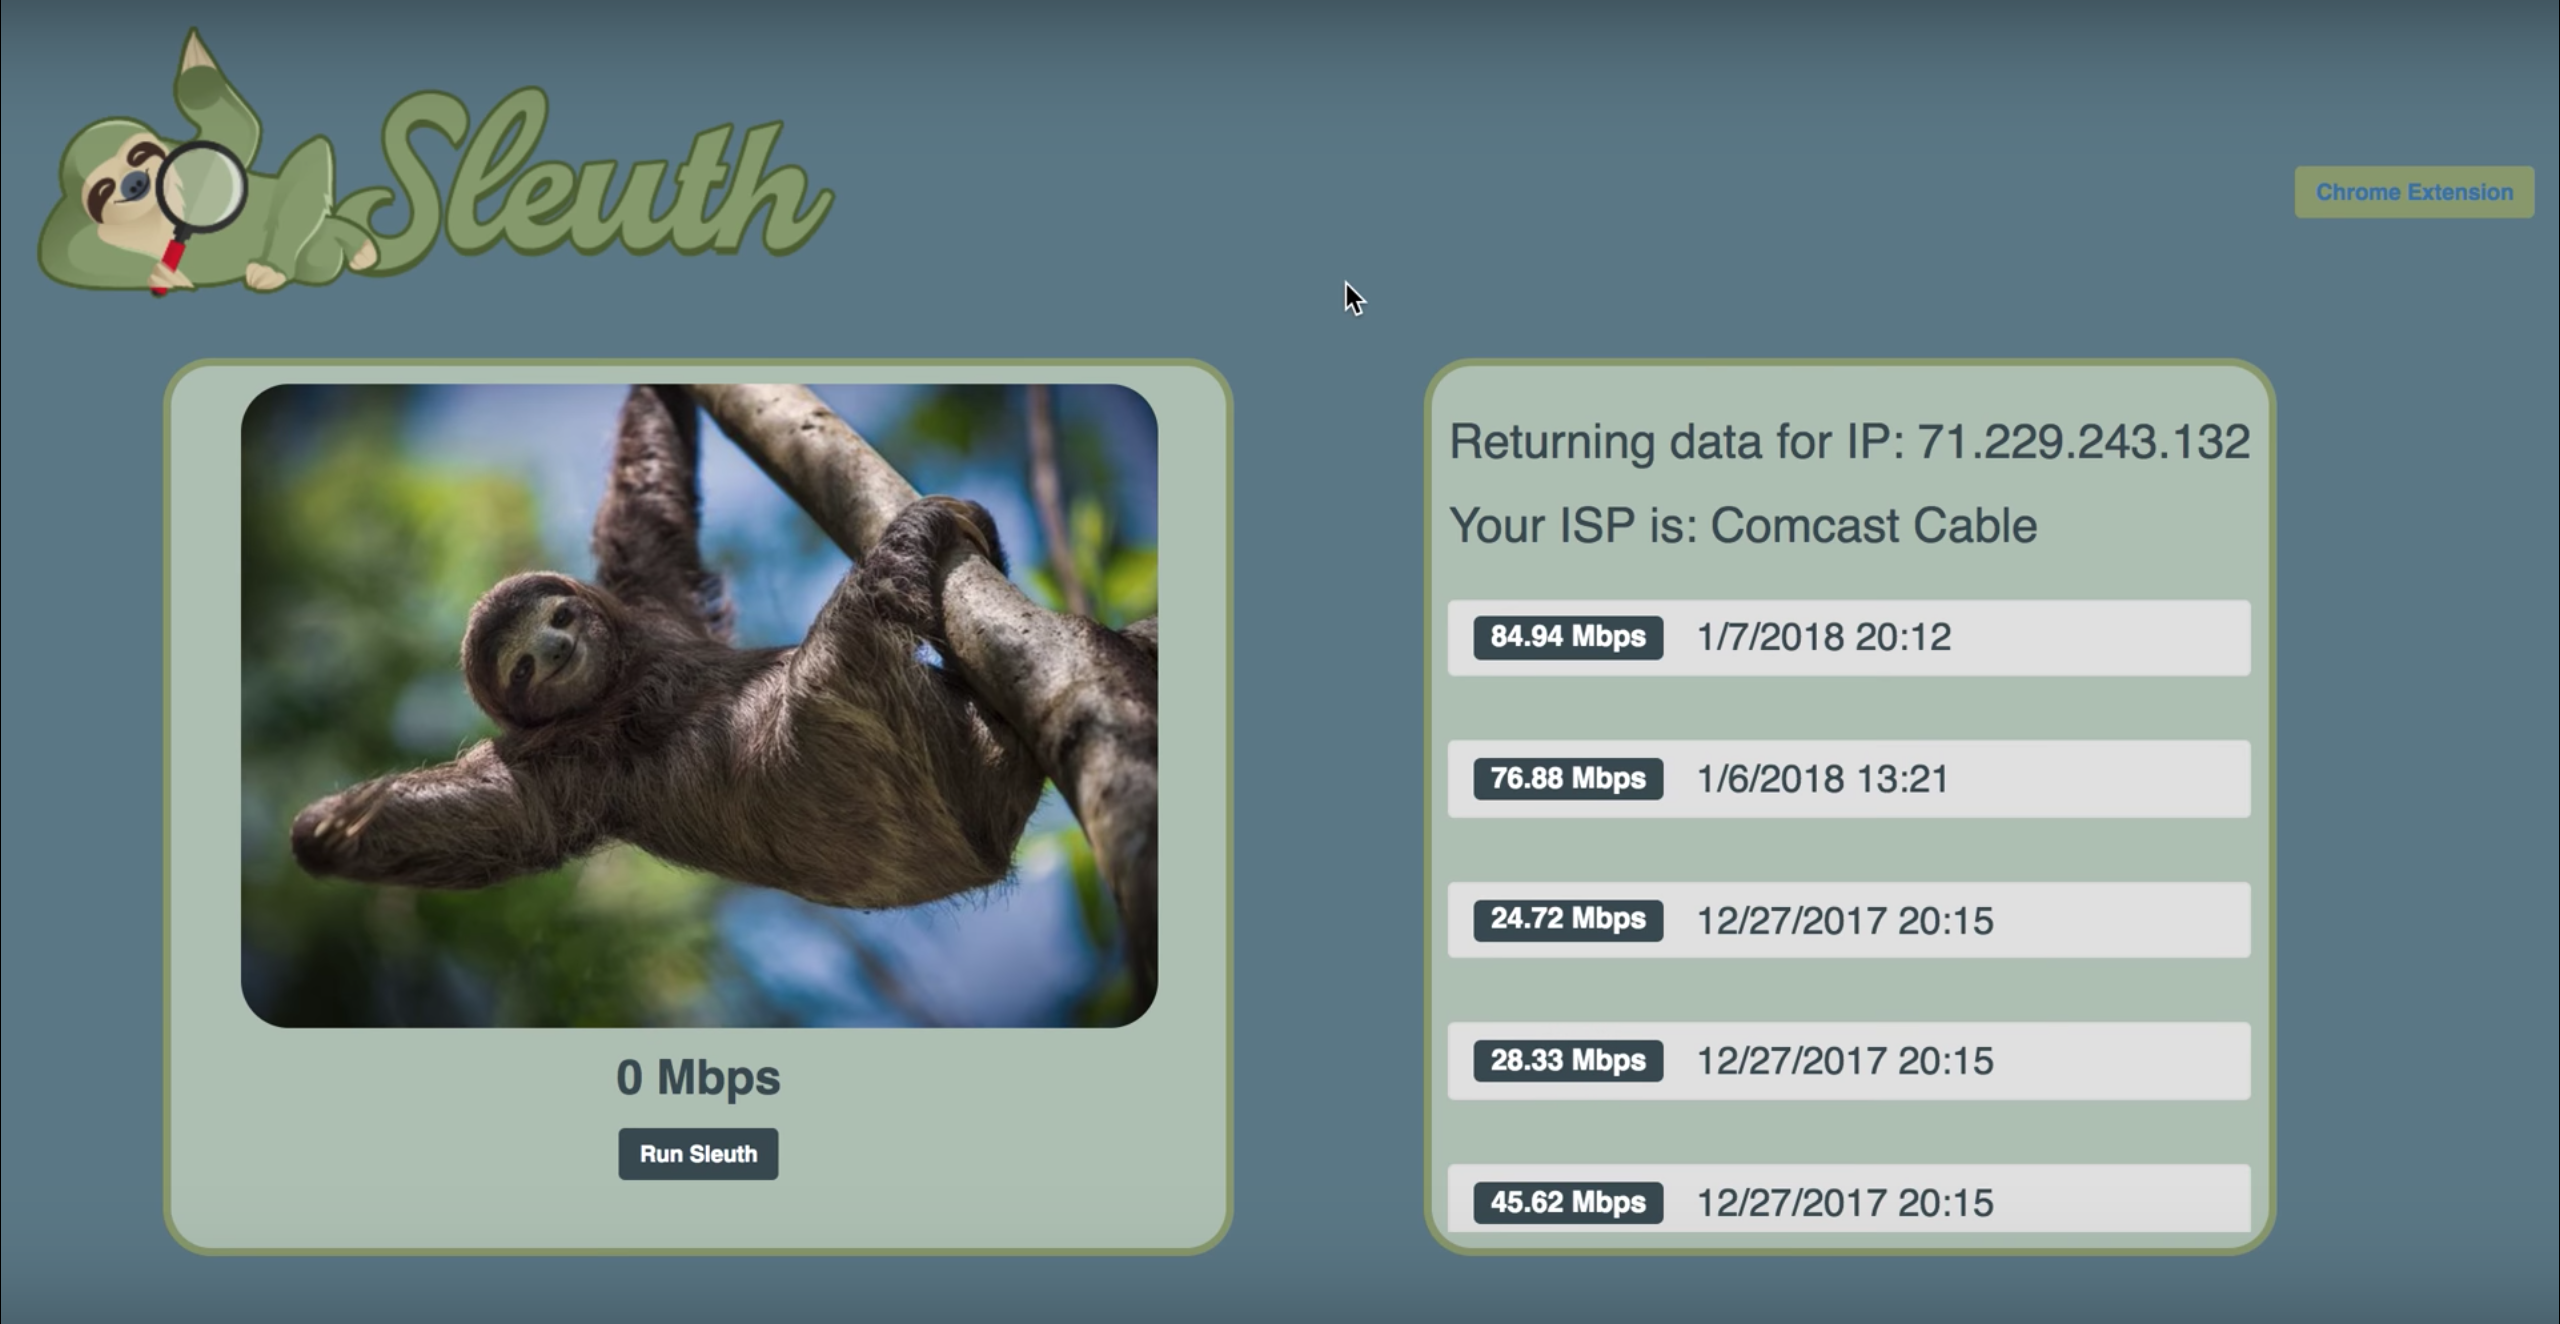 Sleuth
Chrome Extension
0 Mbps
Run Sleuth
Returning data for IP: 71.229.243.132
Your ISP is: Comcast Cable
84.94 Mbps 1/7/2018 20:12
76.88 Mbps 1/6/2018 13:21
24.72 Mbps 12/27/2017 20:15
28.33 Mbps 12/27/2017 20:15
45.62 Mbps 12/27/2017 20:15